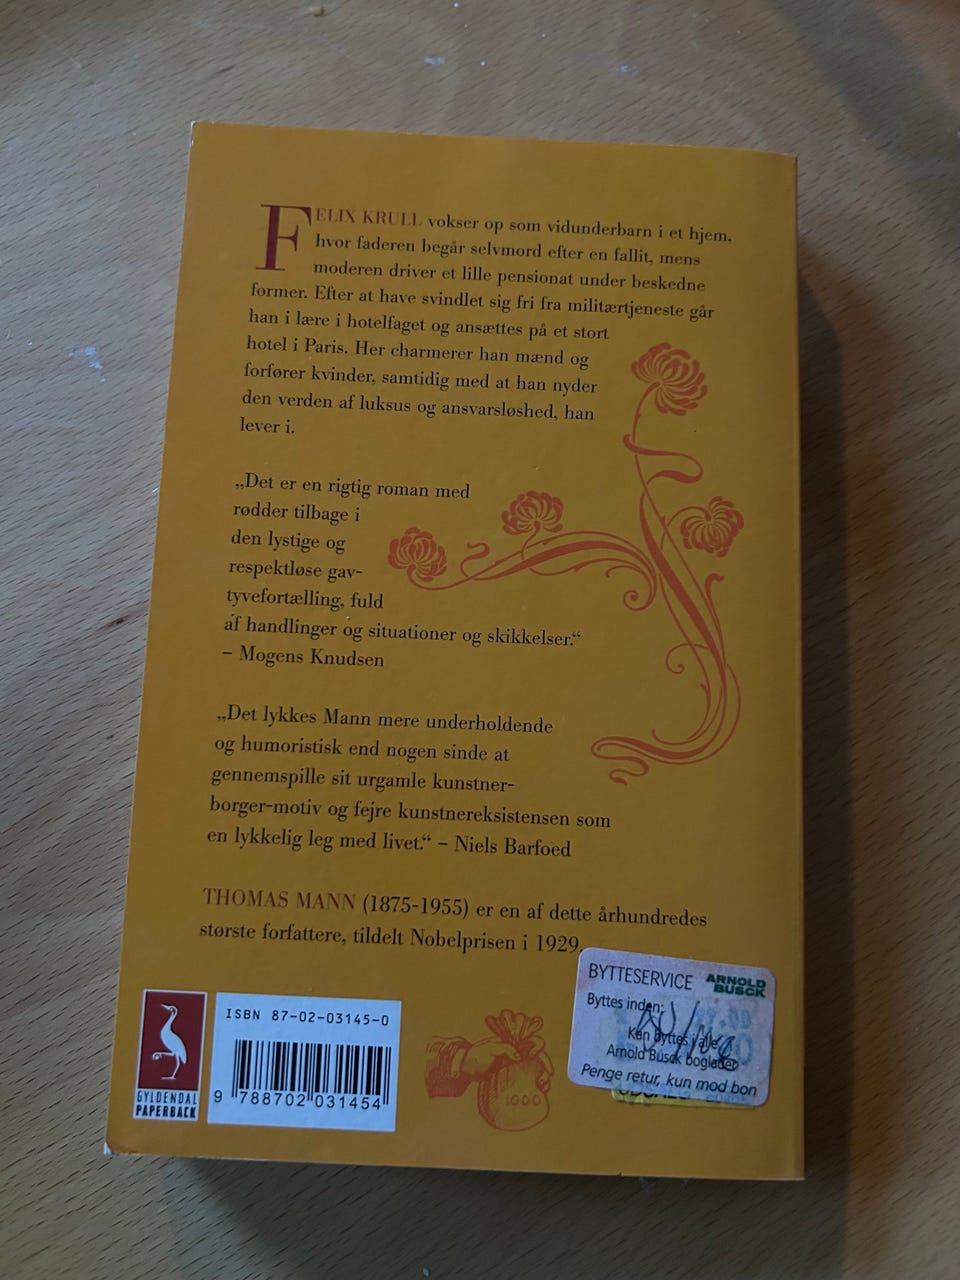 FELIX KRULL vokser op som vidunderbarn i et hjem,
hvor faderen begår selvmord efter en fallit, mens
moderen driver et lille pensionat under beskedne
former. Efter at have svindlet sig fri fra militærtjeneste går
han i lære i hotelfaget og ansættes på et stort
hotel i Paris. Her charmerer han mænd og
forfører kvinder, samtidig med at han nyder
den verden af luksus og ansvarsløshed, han
lever i.
„Det er en rigtig roman med
rødder tilbage i
den lystige og
respektløse gav-
tyvefortælling, fuld
af handlinger og situationer og skikkelser.“
– Mogens Knudsen
„Det lykkes Mann mere underholdende
og humoristisk end nogen sinde at
gennemspille sit urgamle kunstner-
borger-motiv og fejre kunstnereksistensen som
en lykkelig leg med livet.“ – Niels Barfoed
THOMAS MANN (1875-1955) er en af dette århundredes
største forfattere, tildelt Nobelprisen i 1929.
BYTTESERVICE ARNOLD
BUSCK
Byttes inden:
Kan byttes i alle
Arnold Busck boglader
Penge retur, kun mod bon
ISBN 87-02-03145-0
9 788702 031454
GYLDENDAL
PAPERBACK
1000